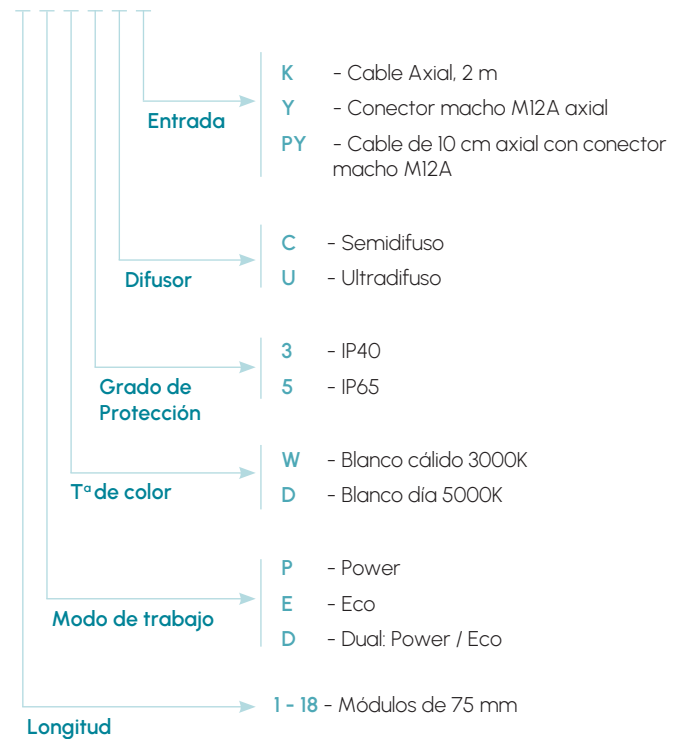 Entrada
K - Cable Axial, 2 m
Y - Conector macho M12A axial
PY - Cable de 10 cm axial con conector
macho M12A
Difusor
C - Semidifuso
U - Ultradifuso
Grado de
Protección
3 - IP40
5 - IP65
Tª de color
W - Blanco cálido 3000K
D - Blanco día 5000K
Modo de trabajo
P - Power
E - Eco
D - Dual: Power / Eco
Longitud
1 - 18 - Módulos de 75 mm